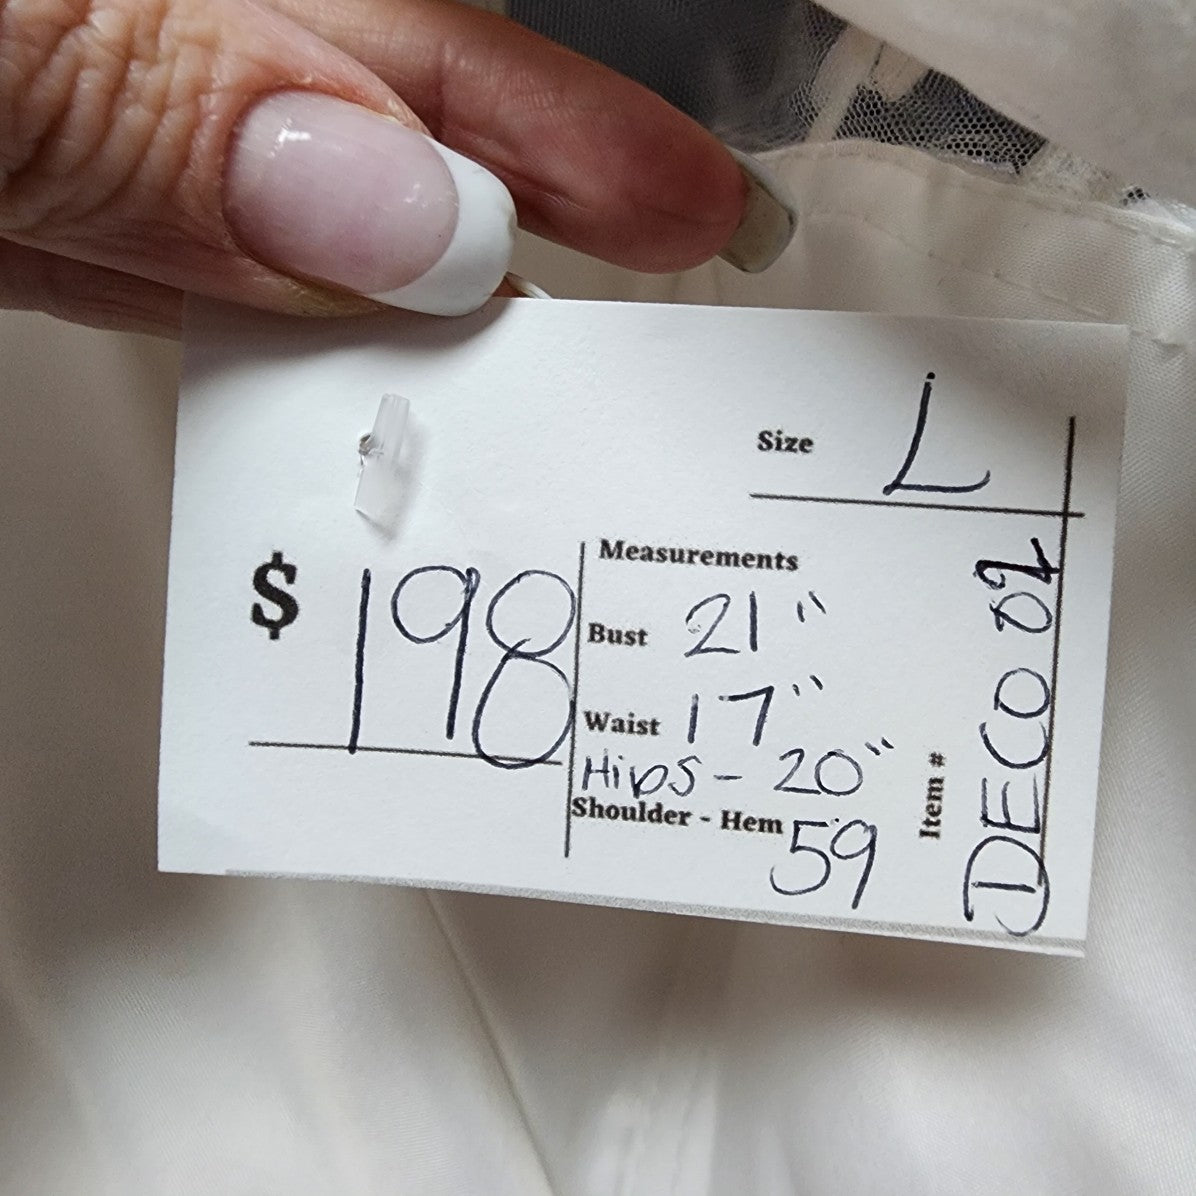 Size L
$ 198
Measurements
Bust 21"
Waist 17"
Hips - 20"
Shoulder - Hem 59
Item # DECO 02